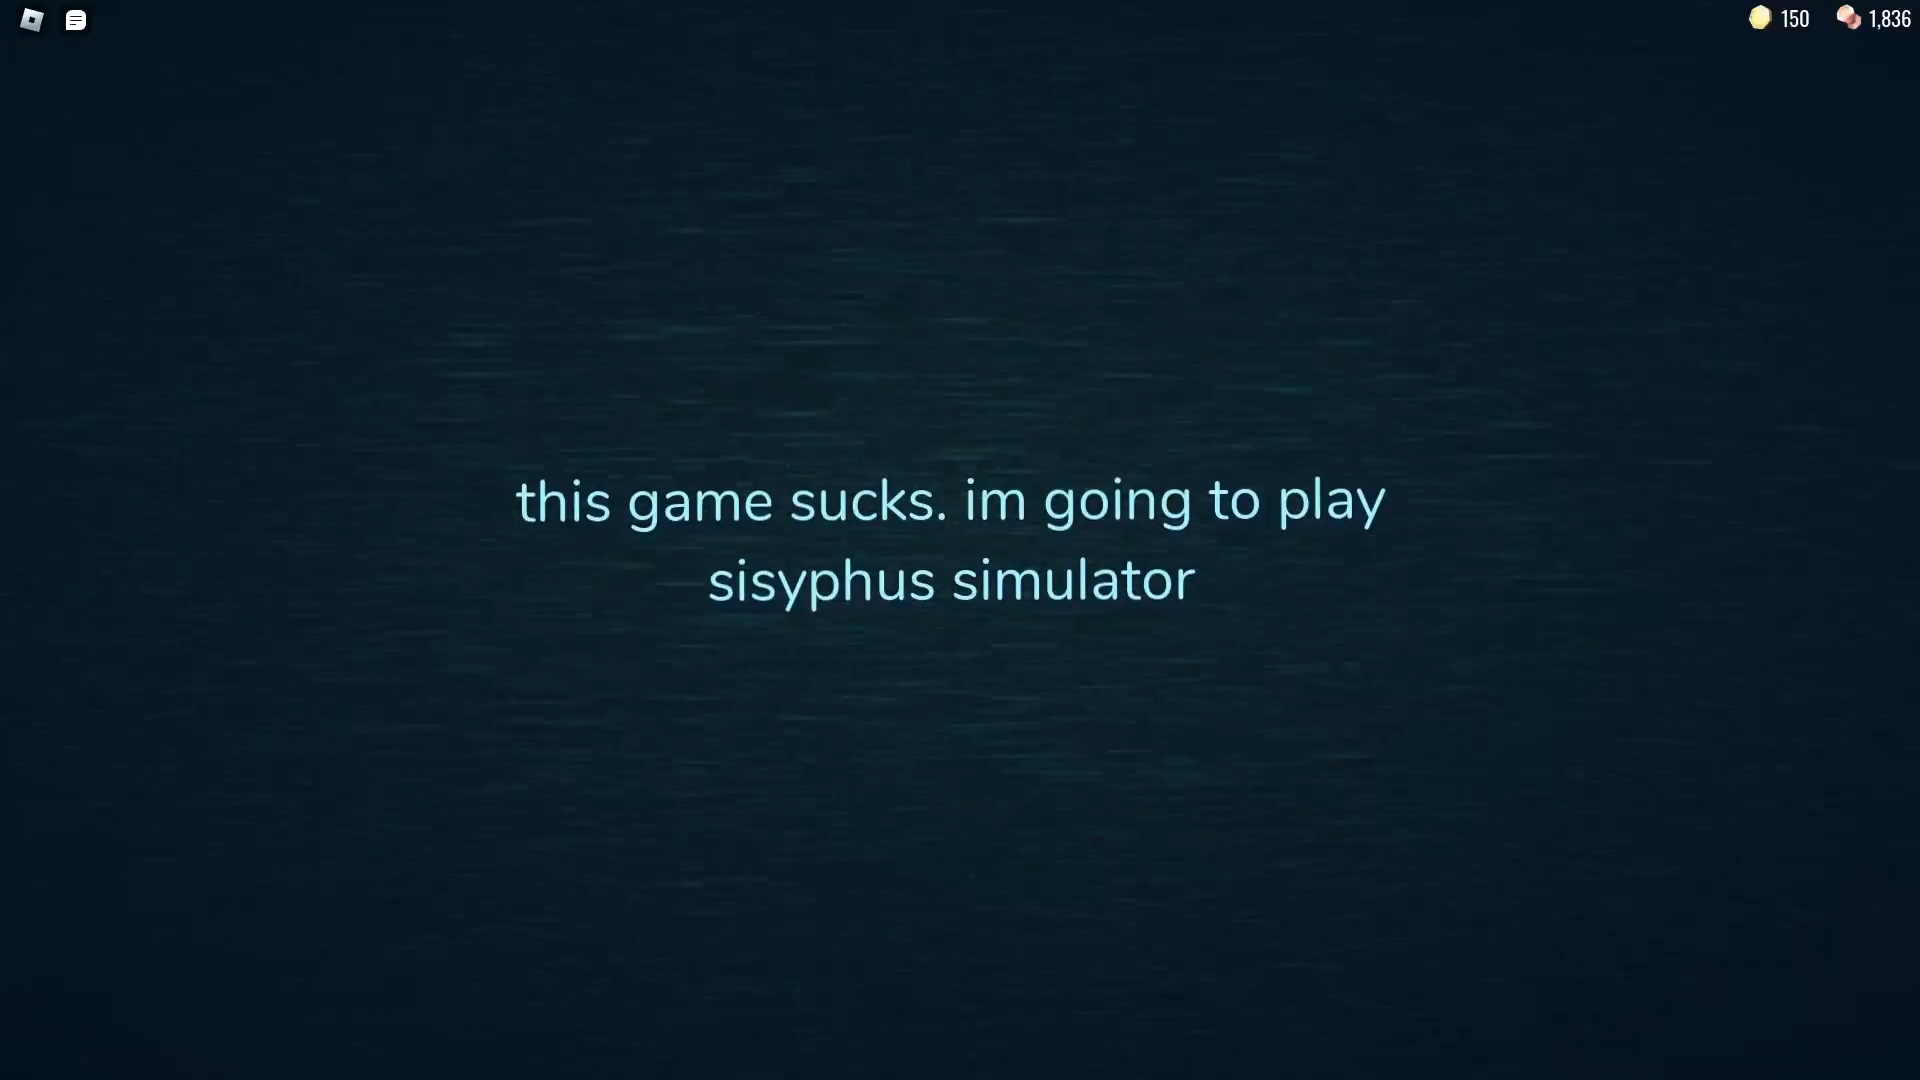 150 1,836
this game sucks. im going to play
sisyphus simulator